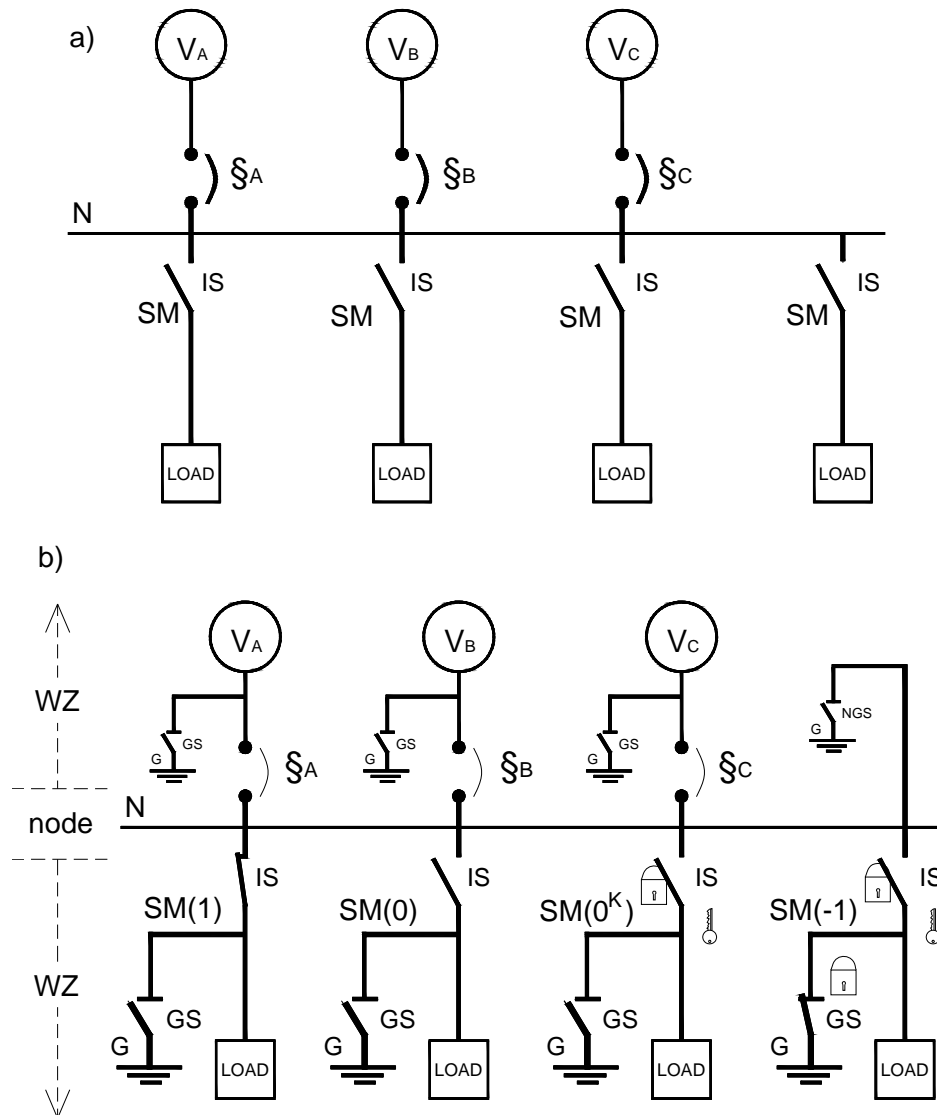 a)
VA VB VC
§A §B §C
N
IS IS IS IS
SM SM SM SM
LOAD LOAD LOAD LOAD
b)
VA VB VC
WZ
GS GS GS NGS
G G G G
§A §B §C
N
node
IS IS IS IS
SM(1) SM(0) SM(0ᴷ) SM(-1)
WZ
GS GS GS GS
G G G G
LOAD LOAD LOAD LOAD